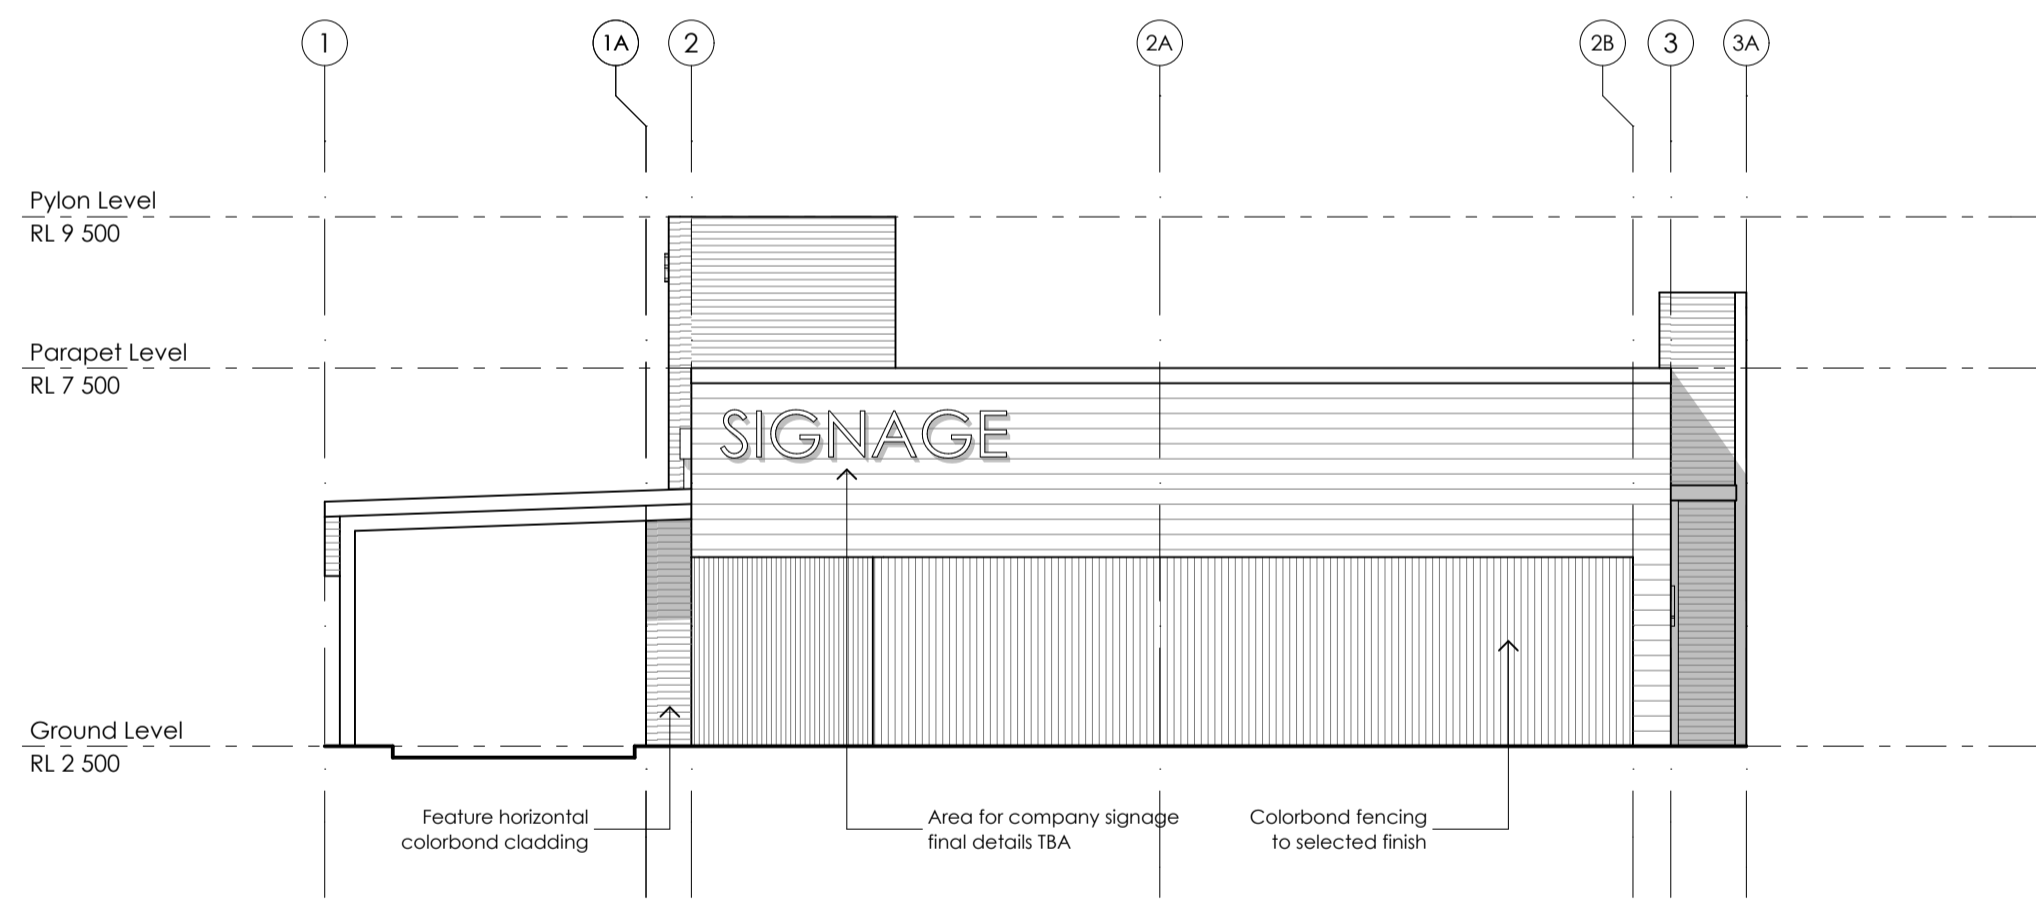 1
1A
2
2A
2B
3
3A
Pylon Level
RL 9 500
Parapet Level
RL 7 500
SIGNAGE
Ground Level
RL 2 500
Feature horizontal
colorbond cladding
Area for company signage
final details TBA
Colorbond fencing
to selected finish